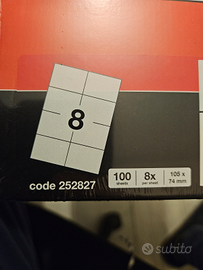 8
code 252827
100 8x 105 x
sheets per sheet 74 mm
subito